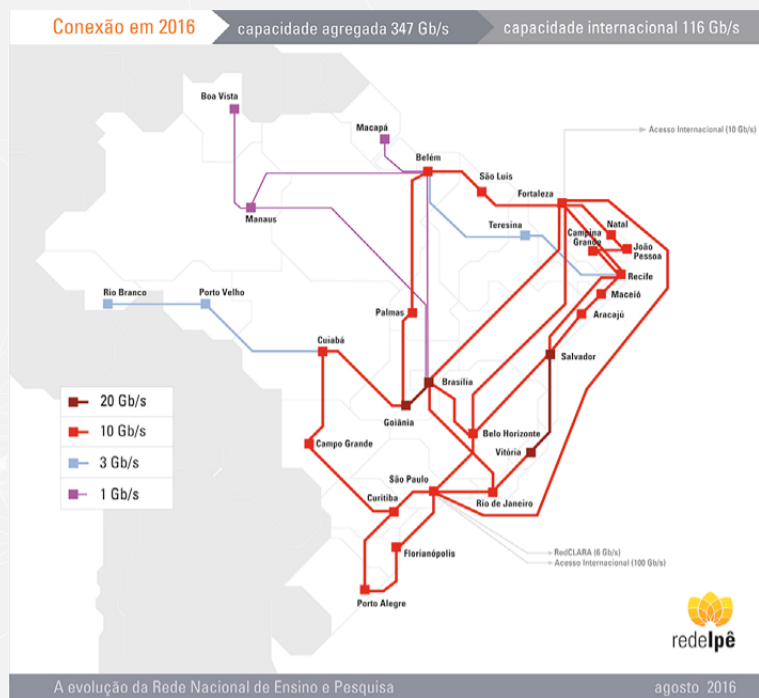 Conexão em 2016
capacidade agregada 347 Gb/s
capacidade internacional 116 Gb/s
Boa Vista
Macapá
Acesso Internacional (10 Gb/s)
Belém
São Luis
Fortaleza
Manaus
Teresina
Natal
Campina
Grande
João
Pessoa
Recife
Rio Branco
Porto Velho
Maceió
Palmas
Aracajú
Cuiabá
Salvador
Brasília
20 Gb/s
Goiânia
10 Gb/s
Belo Horizonte
Campo Grande
Vitória
3 Gb/s
São Paulo
1 Gb/s
Curitiba
Rio de Janeiro
Florianópolis
RedCLARA (6 Gb/s)
Acesso Internacional (100 Gb/s)
Porto Alegre
redeIpê
A evolução da Rede Nacional de Ensino e Pesquisa
agosto 2016